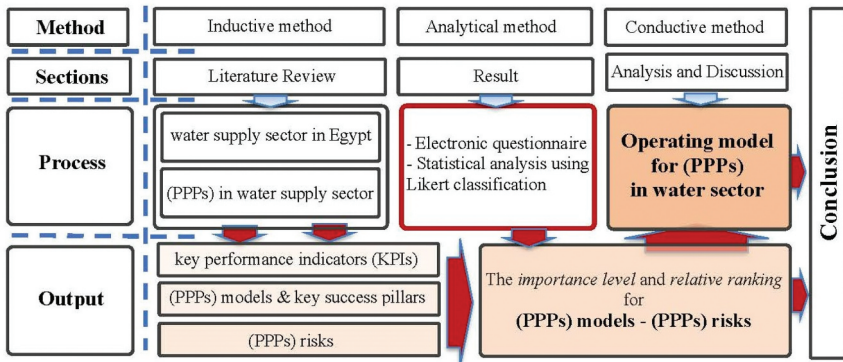 Method
Inductive method
Analytical method
Conductive method
Sections
Literature Review
Result
Analysis and Discussion
Process
water supply sector in Egypt
(PPPs) in water supply sector
- Electronic questionnaire
- Statistical analysis using
Likert classification
Operating model
for (PPPs)
in water sector
Output
key performance indicators (KPIs)
(PPPs) models & key success pillars
(PPPs) risks
The importance level and relative ranking
for
(PPPs) models - (PPPs) risks
Conclusion